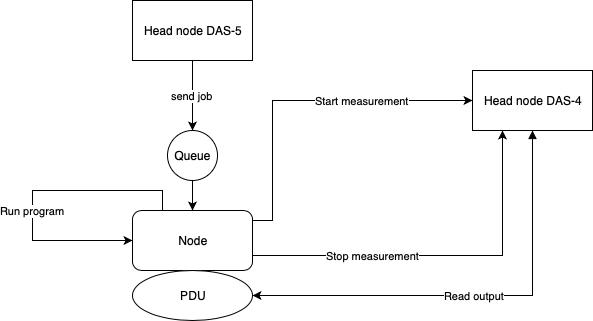 Head node DAS-5
send job
Start measurement
Head node DAS-4
Queue
Run program
Node
Stop measurement
PDU
Read output